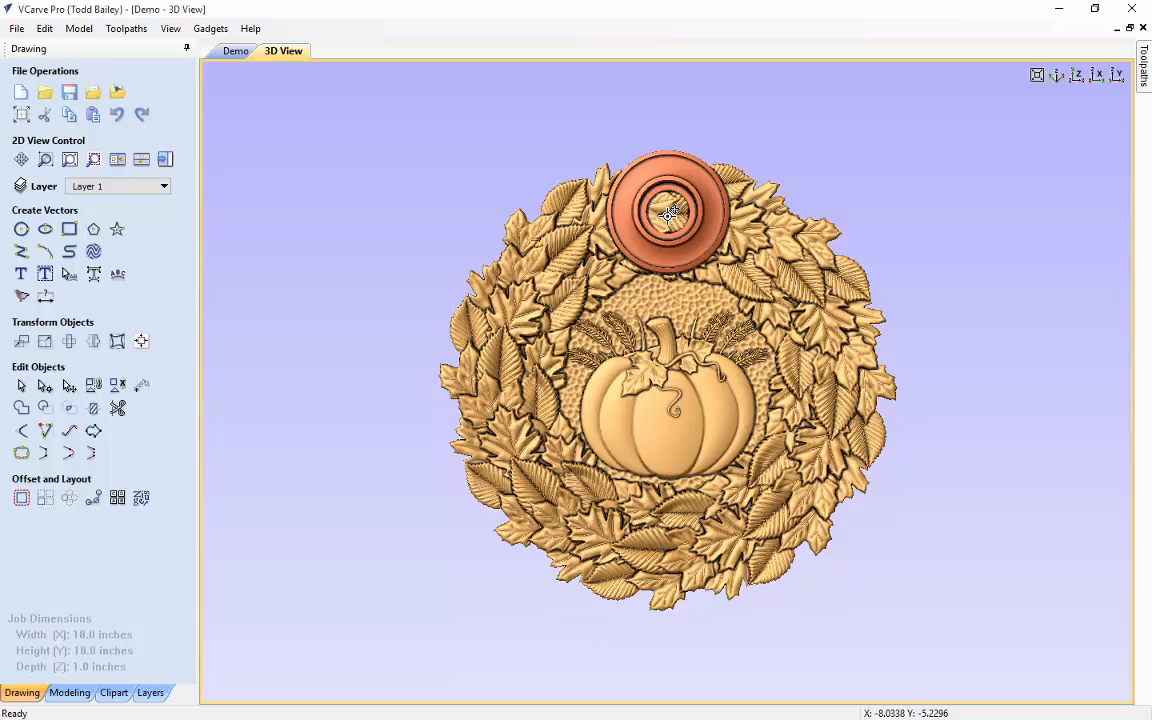 VCarve Pro {Todd Bailey} - [Demo - 3D View]
File Edit Model Toolpaths View Gadgets Help
Drawing
Demo
3D View
Toolpaths
File Operations
2D View Control
Layer
Layer 1
Create Vectors
Transform Objects
Edit Objects
Offset and Layout
Job Dimensions
Width (X): 18.0 inches
Height (Y): 18.0 inches
Depth (Z): 1.0 inches
Drawing Modeling Clipart Layers
Ready
X: -8.0338 Y: -5.2296